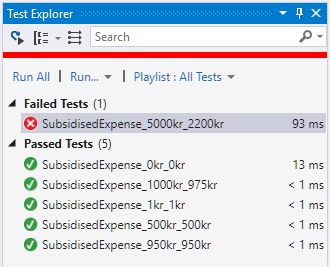 Test Explorer
Search
Run All | Run... | Playlist : All Tests
Failed Tests (1)
SubsidisedExpense_5000kr_2200kr 93 ms
Passed Tests (5)
SubsidisedExpense_0kr_0kr 13 ms
SubsidisedExpense_1000kr_975kr < 1 ms
SubsidisedExpense_1kr_1kr < 1 ms
SubsidisedExpense_500kr_500kr < 1 ms
SubsidisedExpense_950kr_950kr < 1 ms